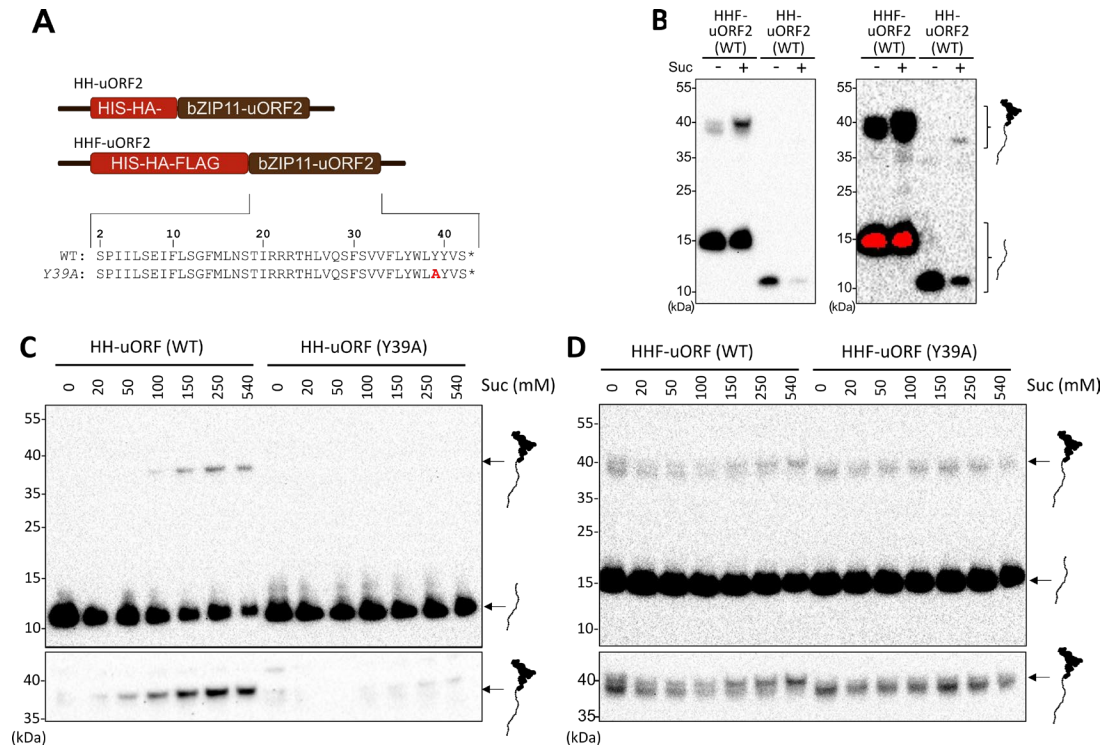 A
HH-uORF2
HIS-HA- bZIP11-uORF2
HHF-uORF2
HIS-HA-FLAG bZIP11-uORF2
2 10 20 30 40
WT: SPIILSEIFLSGFMLNSTIRRRTHLVQSFSVVFLYWLYYVS*
Y39A: SPIILSEIFLSGFMLNSTIRRRTHLVQSFSVVFLYWLAYVS*
B
HHF-uORF2 (WT) HH-uORF2 (WT) HHF-uORF2 (WT) HH-uORF2 (WT)
Suc - + - + - + - +
55 55
40 40
35 35
25 25
15 15
10 10
(kDa) (kDa)
C
HH-uORF (WT) HH-uORF (Y39A)
0 20 50 100 150 250 540 0 20 50 100 150 250 540 Suc (mM)
55
40
35
25
15
10
40
35
(kDa)
D
HHF-uORF (WT) HHF-uORF (Y39A)
0 20 50 100 150 250 540 0 20 50 100 150 250 540 Suc (mM)
55
40
35
25
15
10
40
35
(kDa)